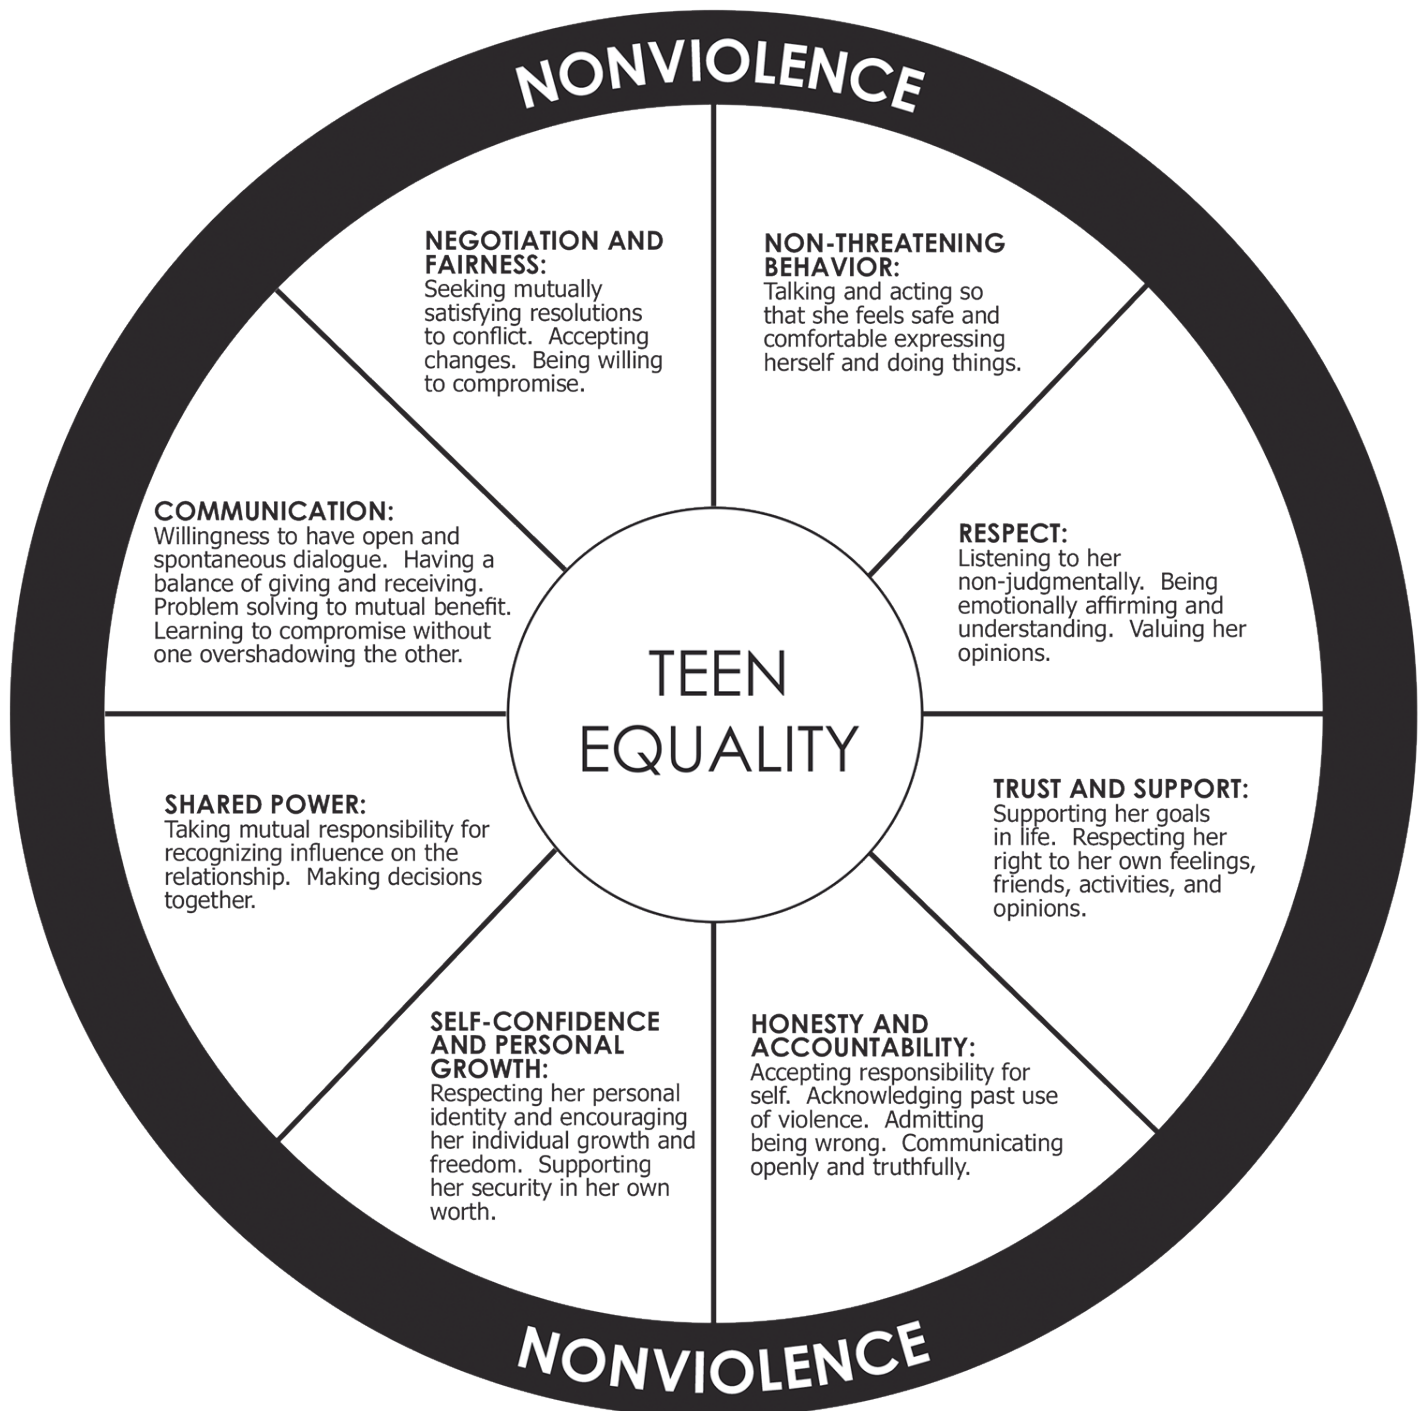 NONVIOLENCE
NEGOTIATION AND
FAIRNESS:
Seeking mutually
satisfying resolutions
to conflict.  Accepting
changes.  Being willing
to compromise.
NON-THREATENING
BEHAVIOR:
Talking and acting so
that she feels safe and
comfortable expressing
herself and doing things.
COMMUNICATION:
Willingness to have open and
spontaneous dialogue.  Having a
balance of giving and receiving.
Problem solving to mutual benefit.
Learning to compromise without
one overshadowing the other.
RESPECT:
Listening to her
non-judgmentally.  Being
emotionally affirming and
understanding.  Valuing her
opinions.
TEEN
EQUALITY
SHARED POWER:
Taking mutual responsibility for
recognizing influence on the
relationship.  Making decisions
together.
TRUST AND SUPPORT:
Supporting her goals
in life.  Respecting her
right to her own feelings,
friends, activities, and
opinions.
SELF-CONFIDENCE
AND PERSONAL
GROWTH:
Respecting her personal
identity and encouraging
her individual growth and
freedom.  Supporting
her security in her own
worth.
HONESTY AND
ACCOUNTABILITY:
Accepting responsibility for
self.  Acknowledging past use
of violence.  Admitting
being wrong.  Communicating
openly and truthfully.
NONVIOLENCE